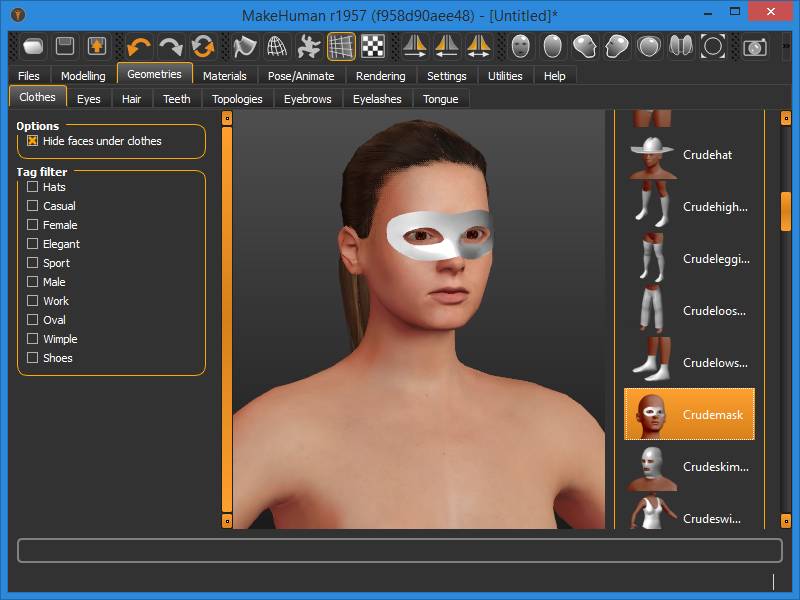 MakeHuman r1957 (f958d90aee48) - [Untitled]*
Files Modelling Geometries Materials Pose/Animate Rendering Settings Utilities Help
Clothes Eyes Hair Teeth Topologies Eyebrows Eyelashes Tongue
Options
Hide faces under clothes
Tag filter
Hats
Casual
Female
Elegant
Sport
Male
Work
Oval
Wimple
Shoes
Crudehat
Crudehigh...
Crudeleggi...
Crudeloos...
Crudelows...
Crudemask
Crudeskim...
Crudeswi...